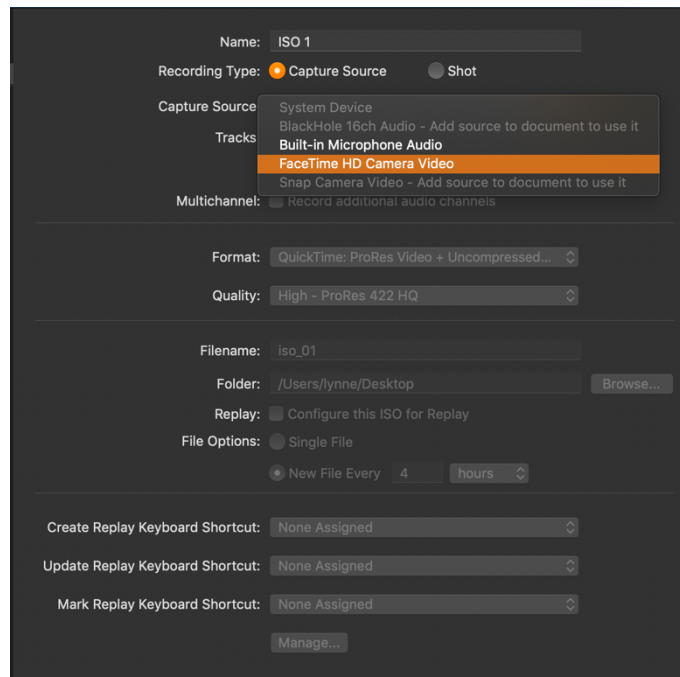 Name: ISO 1
Recording Type: Capture Source Shot
Capture Source
System Device
BlackHole 16ch Audio - Add source to document to use it
Tracks
Built-in Microphone Audio
FaceTime HD Camera Video
Snap Camera Video - Add source to document to use it
Multichannel: Record additional audio channels
Format: QuickTime: ProRes Video + Uncompressed...
Quality: High - ProRes 422 HQ
Filename: iso_01
Folder: /Users/lynne/Desktop Browse...
Replay: Configure this ISO for Replay
File Options: Single File
New File Every 4 hours
Create Replay Keyboard Shortcut: None Assigned
Update Replay Keyboard Shortcut: None Assigned
Mark Replay Keyboard Shortcut: None Assigned
Manage...